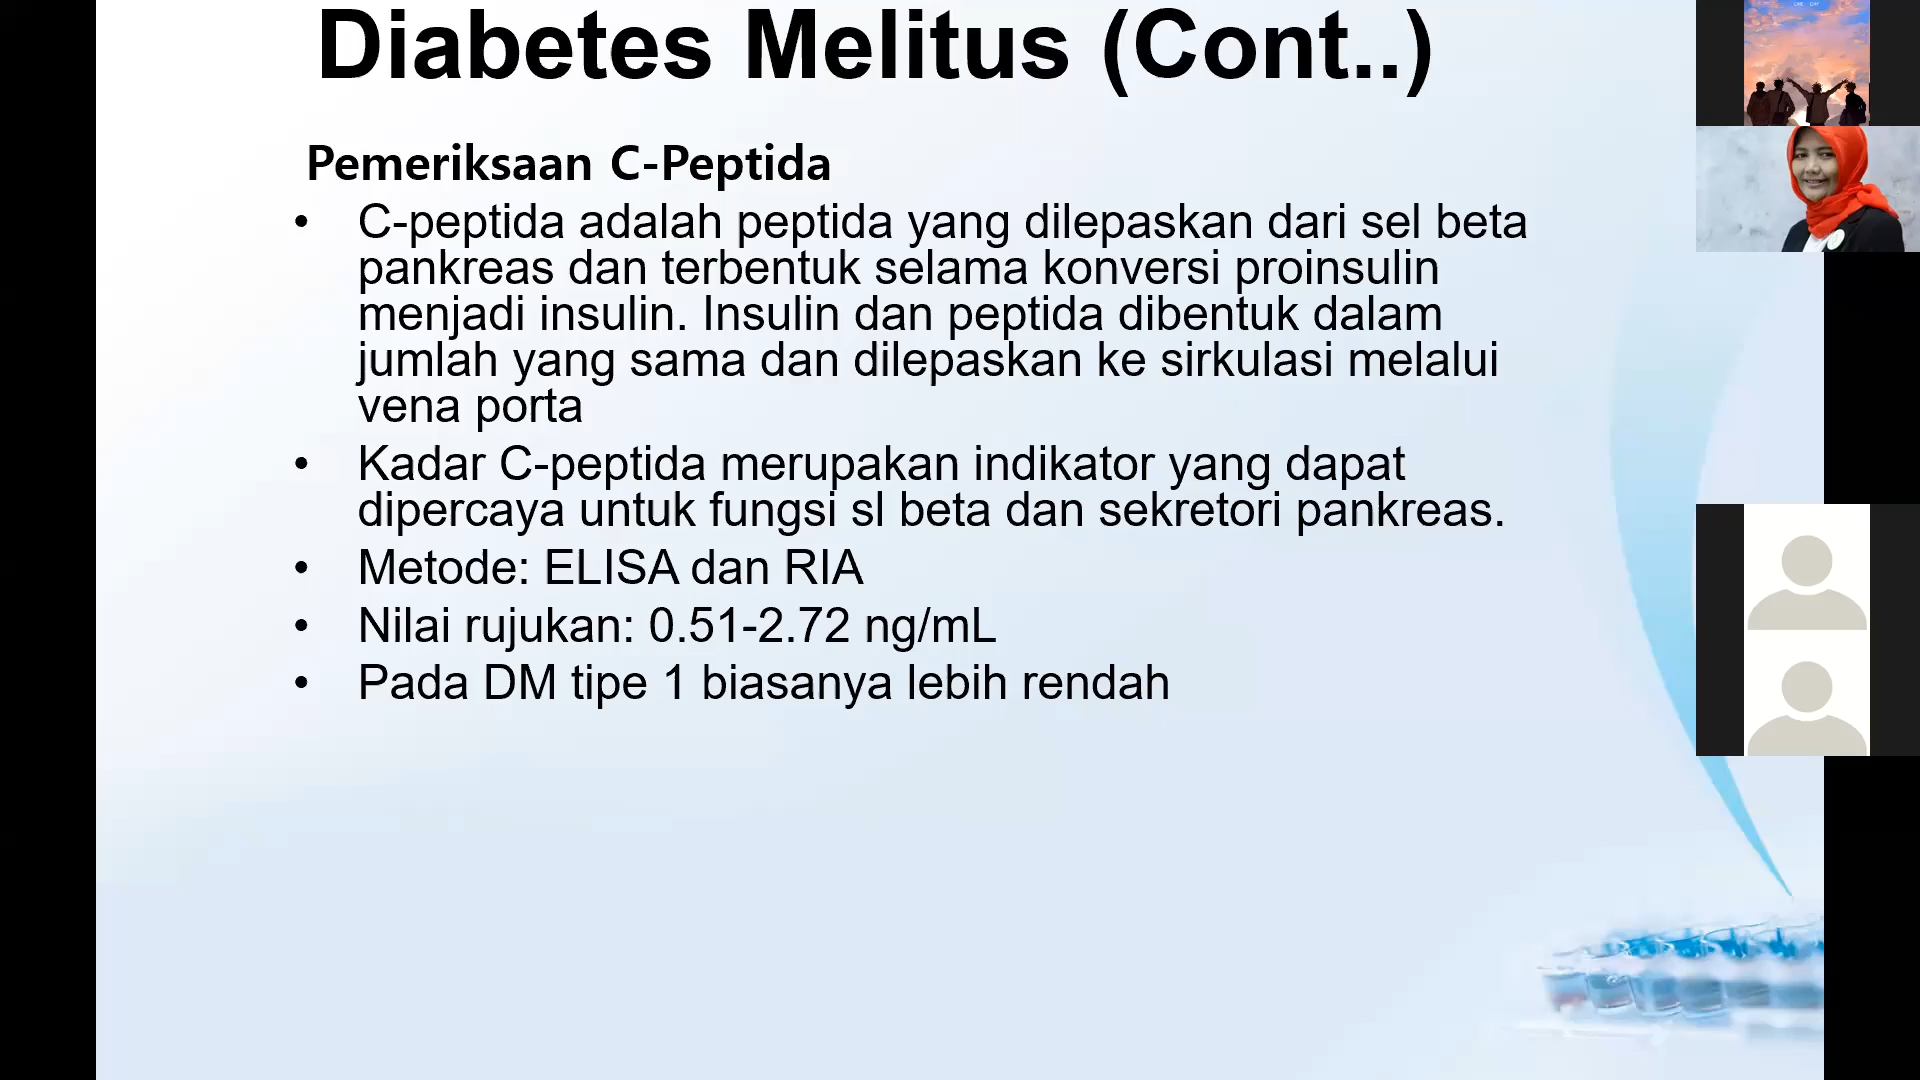 Diabetes Melitus (Cont..)
Pemeriksaan C-Peptida
• C-peptida adalah peptida yang dilepaskan dari sel beta
pankreas dan terbentuk selama konversi proinsulin
menjadi insulin. Insulin dan peptida dibentuk dalam
jumlah yang sama dan dilepaskan ke sirkulasi melalui
vena porta
• Kadar C-peptida merupakan indikator yang dapat
dipercaya untuk fungsi sl beta dan sekretori pankreas.
• Metode: ELISA dan RIA
• Nilai rujukan: 0.51-2.72 ng/mL
• Pada DM tipe 1 biasanya lebih rendah